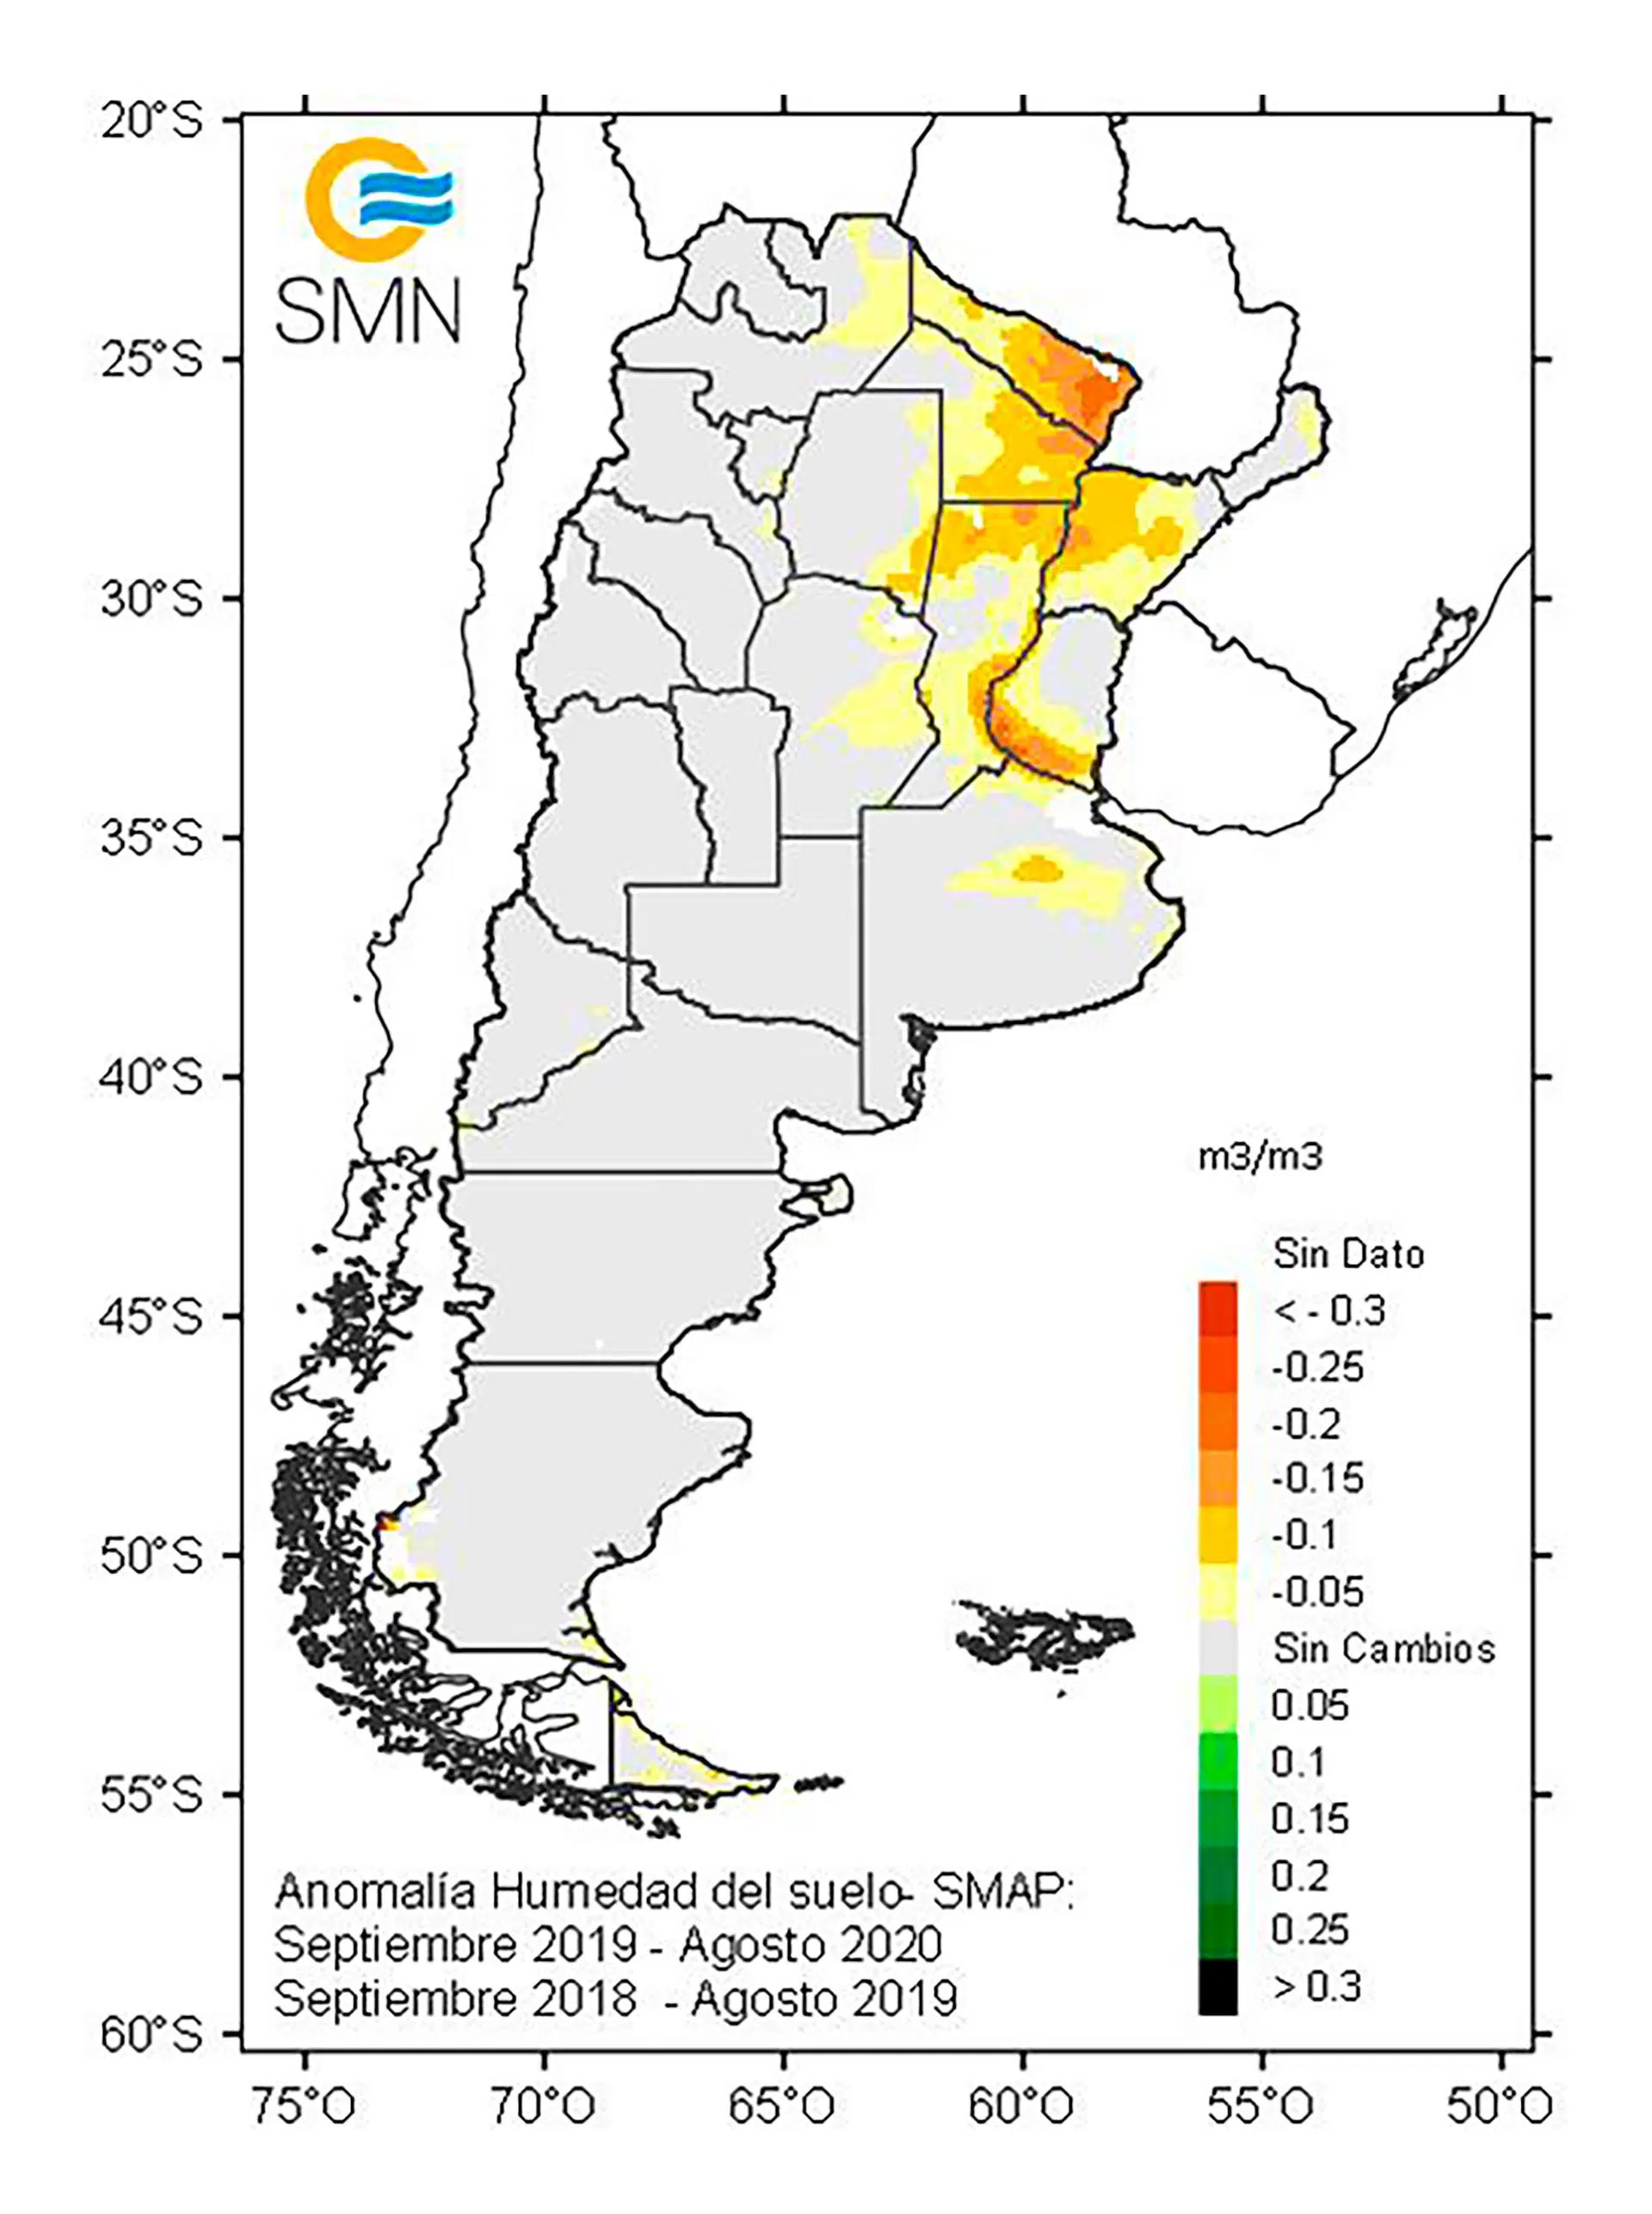 20°S
SMN
25°S
30°S
35°S
40°S
m3/m3
Sin Dato
< - 0.3
45°S
-0.25
-0.2
-0.15
-0.1
50°S
-0.05
Sin Cambios
0.05
0.1
55°S
0.15
0.2
0.25
> 0.3
Anomalía Humedad del suelo- SMAP:
Septiembre 2019 - Agosto 2020
Septiembre 2018 - Agosto 2019
60°S
75°O 70°O 65°O 60°O 55°O 50°O